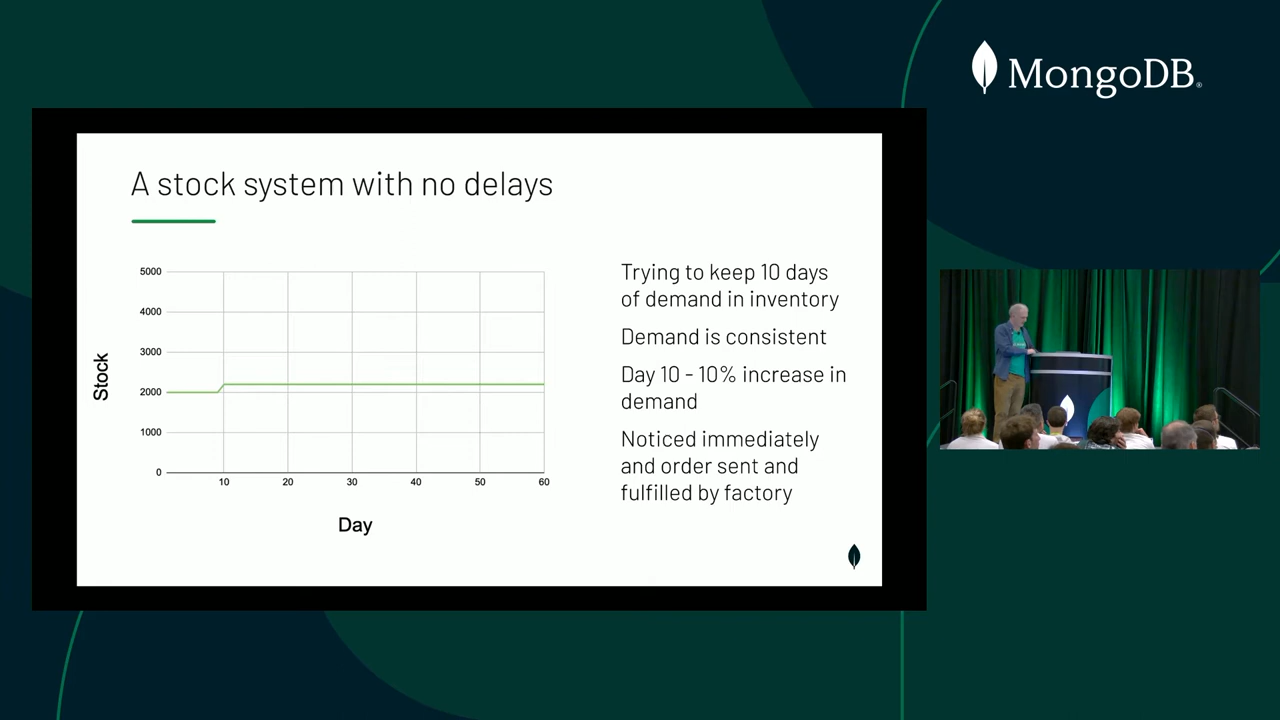 MongoDB®
A stock system with no delays
5000
4000
3000
2000
1000
0
10 20 30 40 50 60
Stock
Day
Trying to keep 10 days
of demand in inventory
Demand is consistent
Day 10 - 10% increase in
demand
Noticed immediately
and order sent and
fulfilled by factory